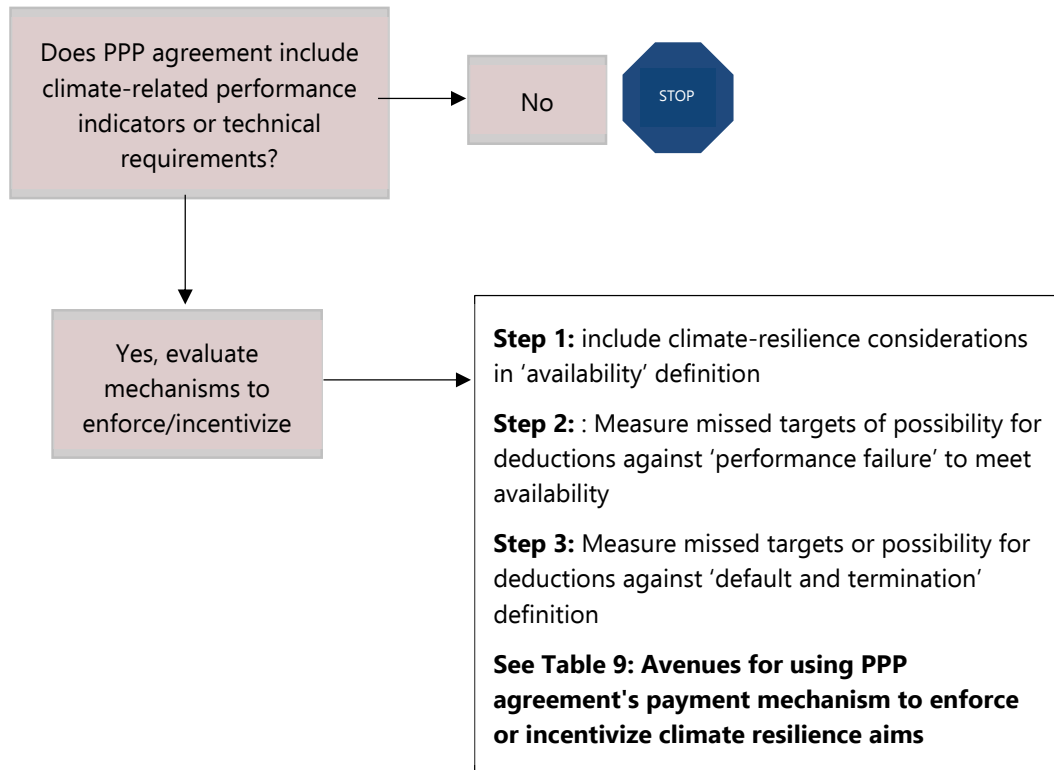 Does PPP agreement include
climate-related performance
indicators or technical
requirements?
No
STOP
Yes, evaluate
mechanisms to
enforce/incentivize
Step 1: include climate-resilience considerations
in ‘availability’ definition
Step 2: : Measure missed targets of possibility for
deductions against ‘performance failure’ to meet
availability
Step 3: Measure missed targets or possibility for
deductions against ‘default and termination’
definition
See Table 9: Avenues for using PPP
agreement's payment mechanism to enforce
or incentivize climate resilience aims